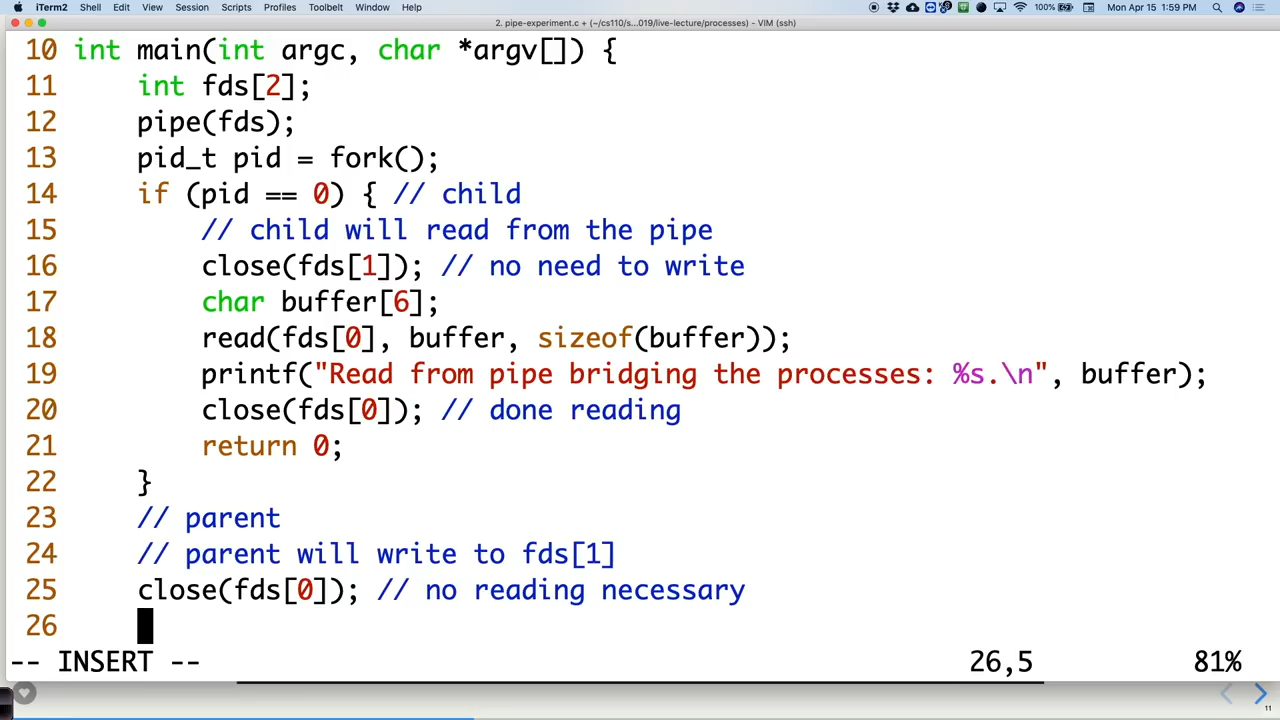 iTerm2 Shell Edit View Session Scripts Profiles Toolbelt Window Help 100% Mon Apr 15 1:59 PM
2. pipe-experiment.c + (~/cs110/s...019/live-lecture/processes) - VIM (ssh)
10 int main(int argc, char *argv[]) {
11 int fds[2];
12 pipe(fds);
13 pid_t pid = fork();
14 if (pid == 0) { // child
15 // child will read from the pipe
16 close(fds[1]); // no need to write
17 char buffer[6];
18 read(fds[0], buffer, sizeof(buffer));
19 printf("Read from pipe bridging the processes: %s.\n", buffer);
20 close(fds[0]); // done reading
21 return 0;
22 }
23 // parent
24 // parent will write to fds[1]
25 close(fds[0]); // no reading necessary
26
-- INSERT -- 26,5 81%
11